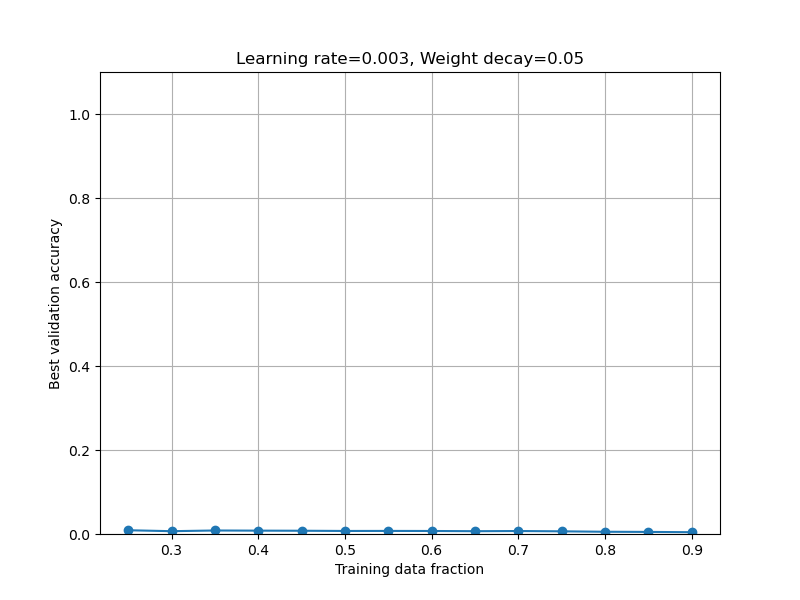 Learning rate=0.003, Weight decay=0.05
1.0
0.8
0.6
0.4
0.2
0.0
Best validation accuracy
0.3 0.4 0.5 0.6 0.7 0.8 0.9
Training data fraction